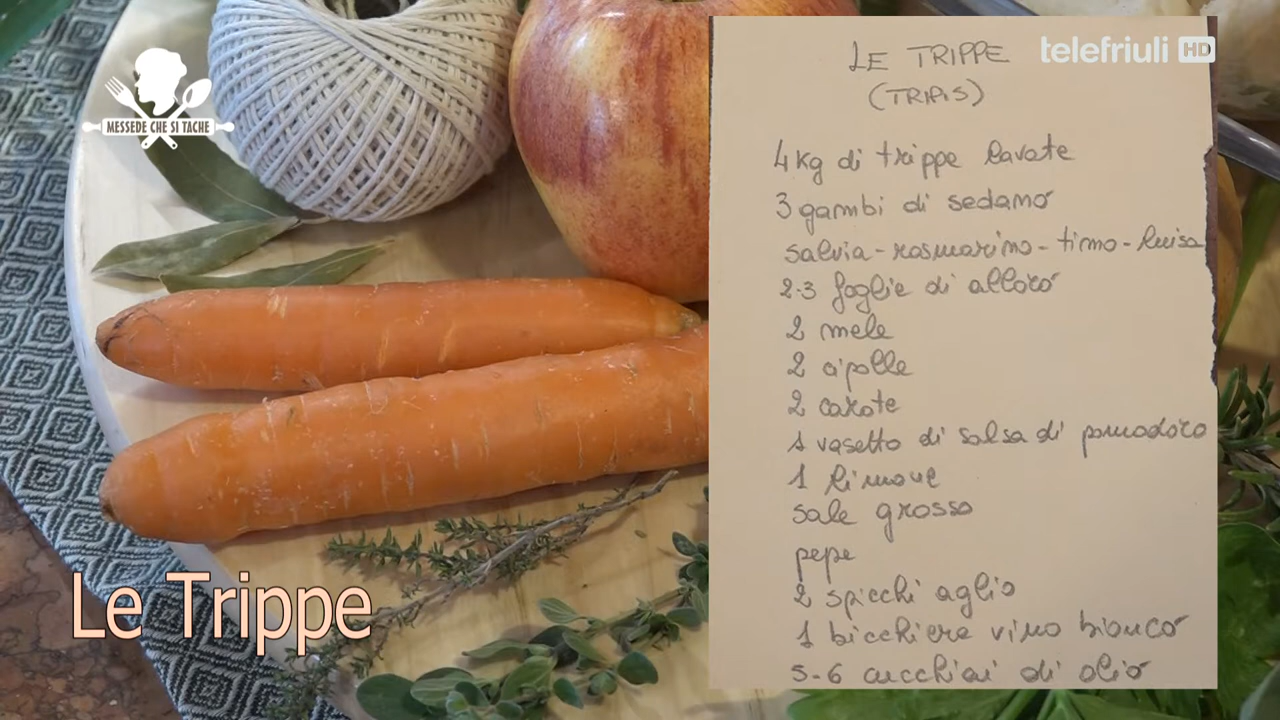 MESSEDE CHE SI TACHE
telefriuli HD
LE TRIPPE
(TRIPIS)
4 kg di trippe lavate
3 gambi di sedano
salvia - rosmarino - timo - luisa
2-3 foglie di alloro
2 mele
2 cipolle
2 carote
1 vasetto di salsa di pomodoro
1 limone
sale grosso
pepe
2 spicchi aglio
1 bicchiere vino bianco
5-6 cucchiai di olio
Le Trippe